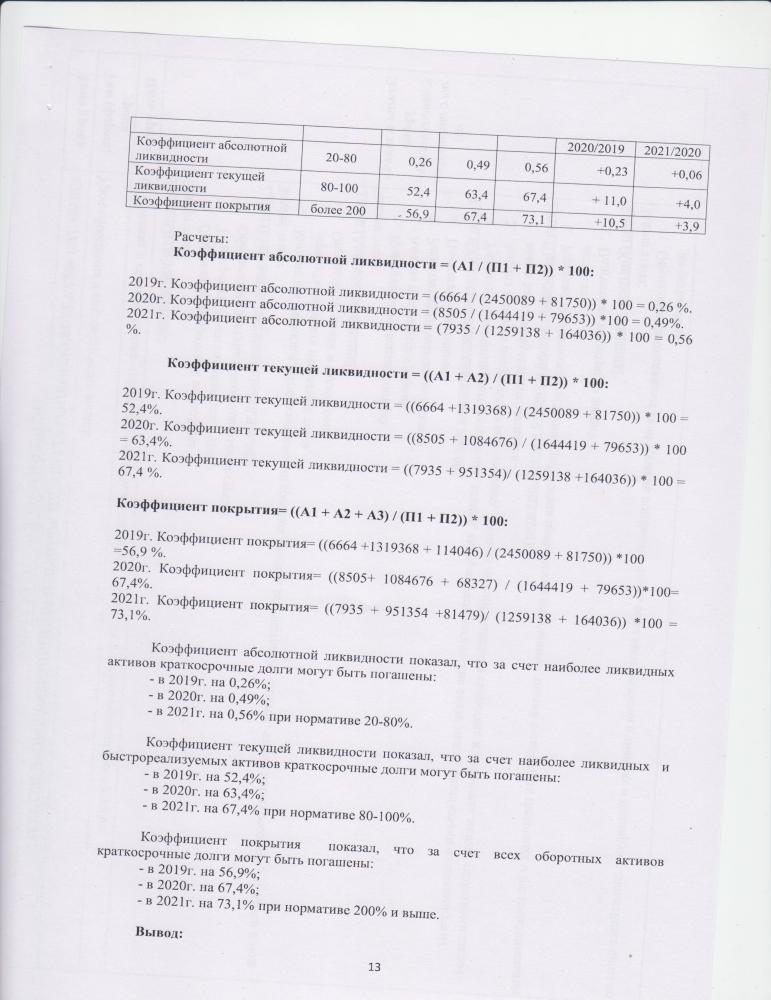 2020/2019 2021/2020
Коэффициент абсолютной
ликвидности 20-80 0,26 0,49 0,56 +0,23 +0,06
Коэффициент текущей
ликвидности 80-100 52,4 63,4 67,4 + 11,0 +4,0
Коэффициент покрытия более 200 56,9 67,4 73,1 +10,5 +3,9
Расчеты:
Коэффициент абсолютной ликвидности = (А1 / (П1 + П2)) * 100:
2019г. Коэффициент абсолютной ликвидности = (6664 / (2450089 + 81750)) * 100 = 0,26 %.
2020г. Коэффициент абсолютной ликвидности = (8505 / (1644419 + 79653)) *100 = 0,49%.
2021г. Коэффициент абсолютной ликвидности = (7935 / (1259138 + 164036)) * 100 = 0,56
%.
Коэффициент текущей ликвидности = ((А1 + А2) / (П1 + П2)) * 100:
2019г. Коэффициент текущей ликвидности = ((6664 +1319368) / (2450089 + 81750)) * 100 =
52,4%.
2020г. Коэффициент текущей ликвидности = ((8505 + 1084676) / (1644419 + 79653)) * 100
= 63,4%.
2021г. Коэффициент текущей ликвидности = ((7935 + 951354)/ (1259138 +164036)) * 100 =
67,4 %.
Коэффициент покрытия= ((А1 + А2 + А3) / (П1 + П2)) * 100:
2019г. Коэффициент покрытия= ((6664 +1319368 + 114046) / (2450089 + 81750)) *100
=56,9 %.
2020г. Коэффициент покрытия= ((8505+ 1084676 + 68327) / (1644419 + 79653))*100=
67,4%.
2021г. Коэффициент покрытия= ((7935 + 951354 +81479)/ (1259138 + 164036)) *100 =
73,1%.
Коэффициент абсолютной ликвидности показал, что за счет наиболее ликвидных
активов краткосрочные долги могут быть погашены:
- в 2019г. на 0,26%;
- в 2020г. на 0,49%;
- в 2021г. на 0,56% при нормативе 20-80%.
Коэффициент текущей ликвидности показал, что за счет наиболее ликвидных и
быстрореализуемых активов краткосрочные долги могут быть погашены:
- в 2019г. на 52,4%;
- в 2020г. на 63,4%;
- в 2021г. на 67,4% при нормативе 80-100%.
Коэффициент покрытия показал, что за счет всех оборотных активов
краткосрочные долги могут быть погашены:
- в 2019г. на 56,9%;
- в 2020г. на 67,4%;
- в 2021г. на 73,1% при нормативе 200% и выше.
Вывод:
13